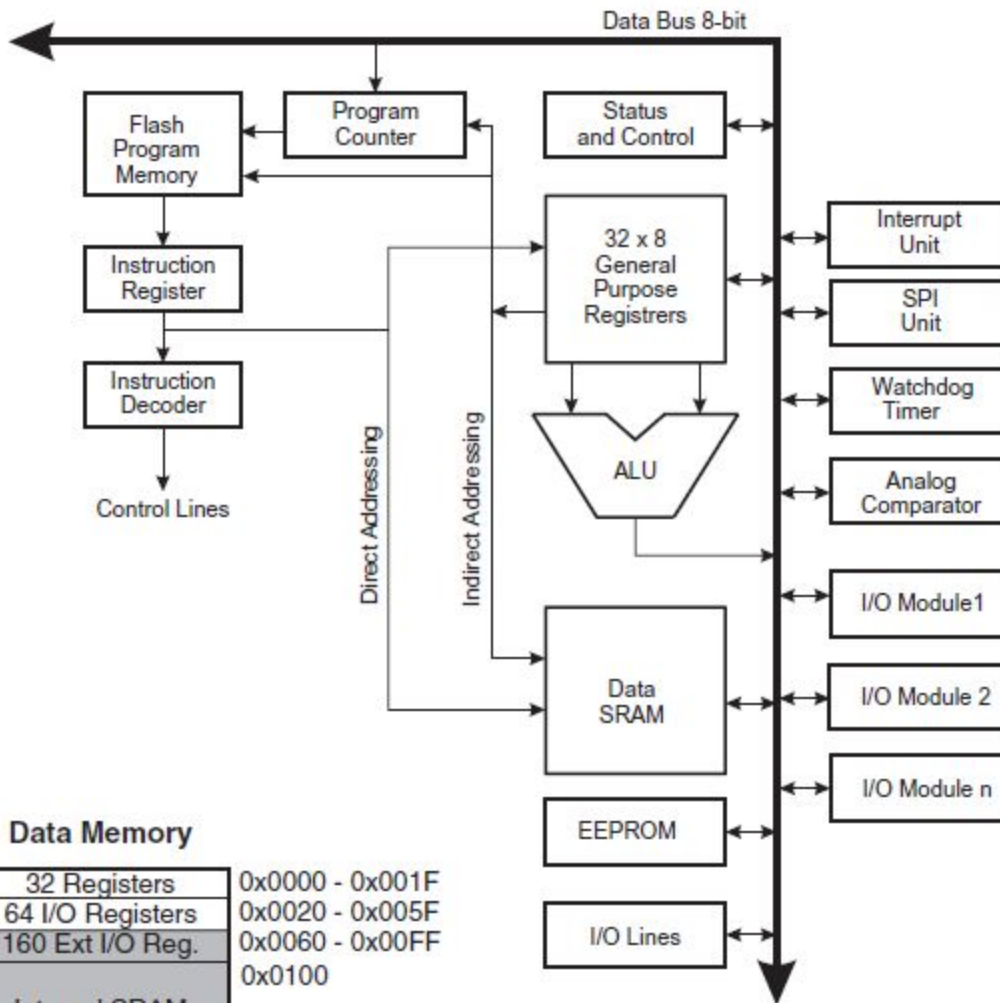 Data Bus 8-bit
Flash
Program
Memory
Program
Counter
Status
and Control
Instruction
Register
32 x 8
General
Purpose
Registrers
Interrupt
Unit
SPI
Unit
Instruction
Decoder
Watchdog
Timer
Control Lines
Direct Addressing
Indirect Addressing
ALU
Analog
Comparator
I/O Module1
Data
SRAM
I/O Module 2
I/O Module n
EEPROM
I/O Lines
Data Memory
32 Registers 0x0000 - 0x001F
64 I/O Registers 0x0020 - 0x005F
160 Ext I/O Reg. 0x0060 - 0x00FF
0x0100
Internal SRAM